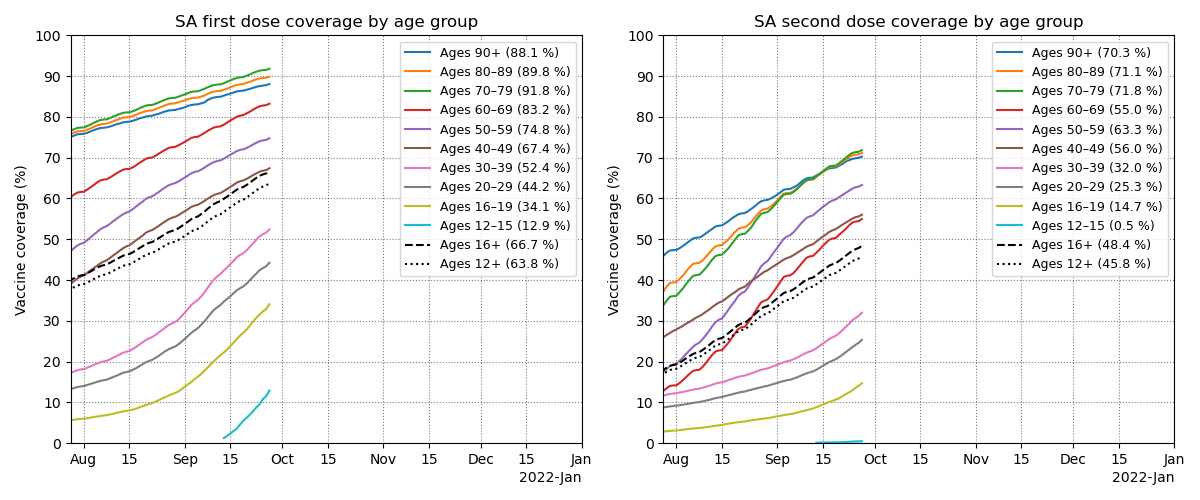 SA first dose coverage by age group
Vaccine coverage (%)
100
90
80
70
60
50
40
30
20
10
0
Ages 90+ (88.1 %)
Ages 80–89 (89.8 %)
Ages 70–79 (91.8 %)
Ages 60–69 (83.2 %)
Ages 50–59 (74.8 %)
Ages 40–49 (67.4 %)
Ages 30–39 (52.4 %)
Ages 20–29 (44.2 %)
Ages 16–19 (34.1 %)
Ages 12–15 (12.9 %)
Ages 16+ (66.7 %)
Ages 12+ (63.8 %)
Aug 15 Sep 15 Oct 15 Nov 15 Dec 15 Jan
2022-Jan
SA second dose coverage by age group
Vaccine coverage (%)
100
90
80
70
60
50
40
30
20
10
0
Ages 90+ (70.3 %)
Ages 80–89 (71.1 %)
Ages 70–79 (71.8 %)
Ages 60–69 (55.0 %)
Ages 50–59 (63.3 %)
Ages 40–49 (56.0 %)
Ages 30–39 (32.0 %)
Ages 20–29 (25.3 %)
Ages 16–19 (14.7 %)
Ages 12–15 (0.5 %)
Ages 16+ (48.4 %)
Ages 12+ (45.8 %)
Aug 15 Sep 15 Oct 15 Nov 15 Dec 15 Jan
2022-Jan